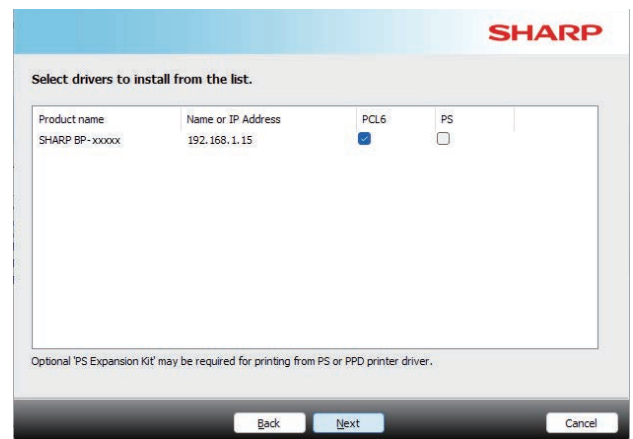 SHARP
Select drivers to install from the list.
Product name Name or IP Address PCL6 PS
SHARP BP-xxxxx 192.168.1.15
Optional 'PS Expansion Kit' may be required for printing from PS or PPD printer driver.
Back Next Cancel